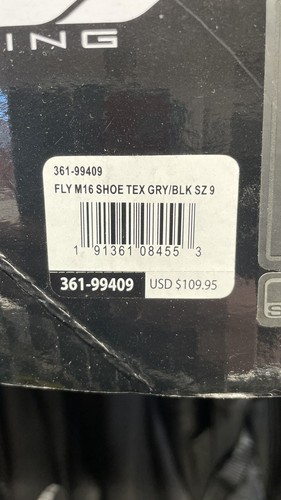 ING
361-99409
FLY M16 SHOE TEX GRY/BLK SZ 9
1 91361 08455 3
361-99409 USD $109.95
S